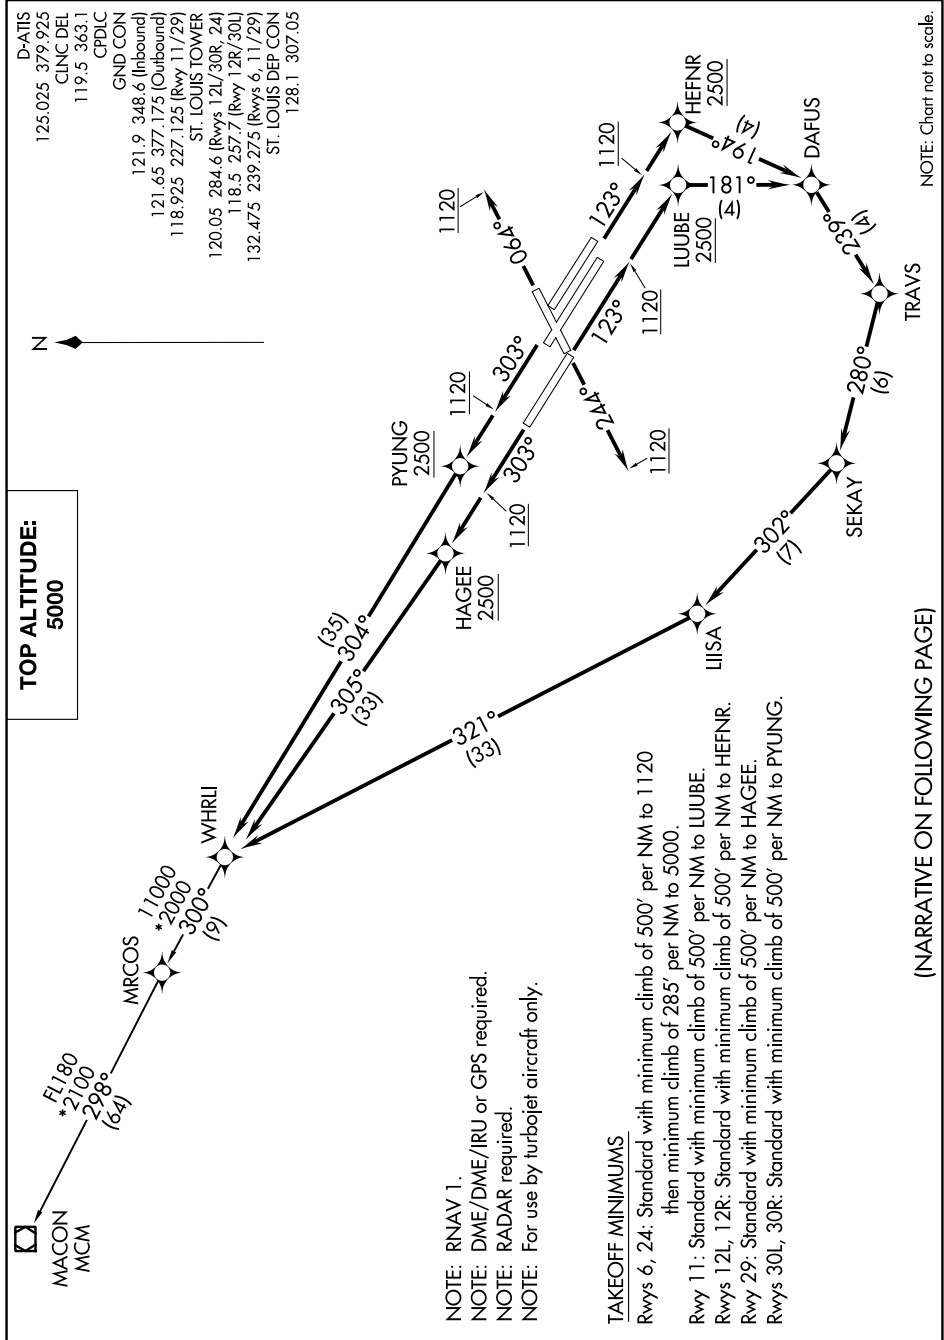 TOP ALTITUDE:
5000
D-ATIS
125.025 379.925
CLNC DEL
119.5 363.1
CPDLC
GND CON
121.9 348.6 (Inbound)
121.65 377.175 (Outbound)
118.925 227.125 (Rwy 11/29)
ST. LOUIS TOWER
120.05 284.6 (Rwys 12L/30R, 24)
118.5 257.7 (Rwy 12R/30L)
132.475 239.275 (Rwys 6, 11/29)
ST. LOUIS DEP CON
128.1 307.05
N
MACON
MCM
FL180
*2100
298°
(64)
MRCOS
11000
*2000
300°
(9)
WHRLI
(35)
304°
305°
(33)
321°
(33)
PYUNG
2500
HAGEE
2500
1120
303°
303°
1120
1120
064°
244°
1120
123°
1120
123°
1120
HEFNR
2500
LUUBE
2500
194°
(4)
181°
(4)
DAFUS
239°
(4)
TRAVS
280°
(6)
SEKAY
302°
(7)
LIISA
NOTE: RNAV 1.
NOTE: DME/DME/IRU or GPS required.
NOTE: RADAR required.
NOTE: For use by turbojet aircraft only.
TAKEOFF MINIMUMS
Rwys 6, 24: Standard with minimum climb of 500' per NM to 1120
then minimum climb of 285' per NM to 5000.
Rwy 11: Standard with minimum climb of 500' per NM to LUUBE.
Rwys 12L, 12R: Standard with minimum climb of 500' per NM to HEFNR.
Rwy 29: Standard with minimum climb of 500' per NM to HAGEE.
Rwys 30L, 30R: Standard with minimum climb of 500' per NM to PYUNG.
(NARRATIVE ON FOLLOWING PAGE)
NOTE: Chart not to scale.